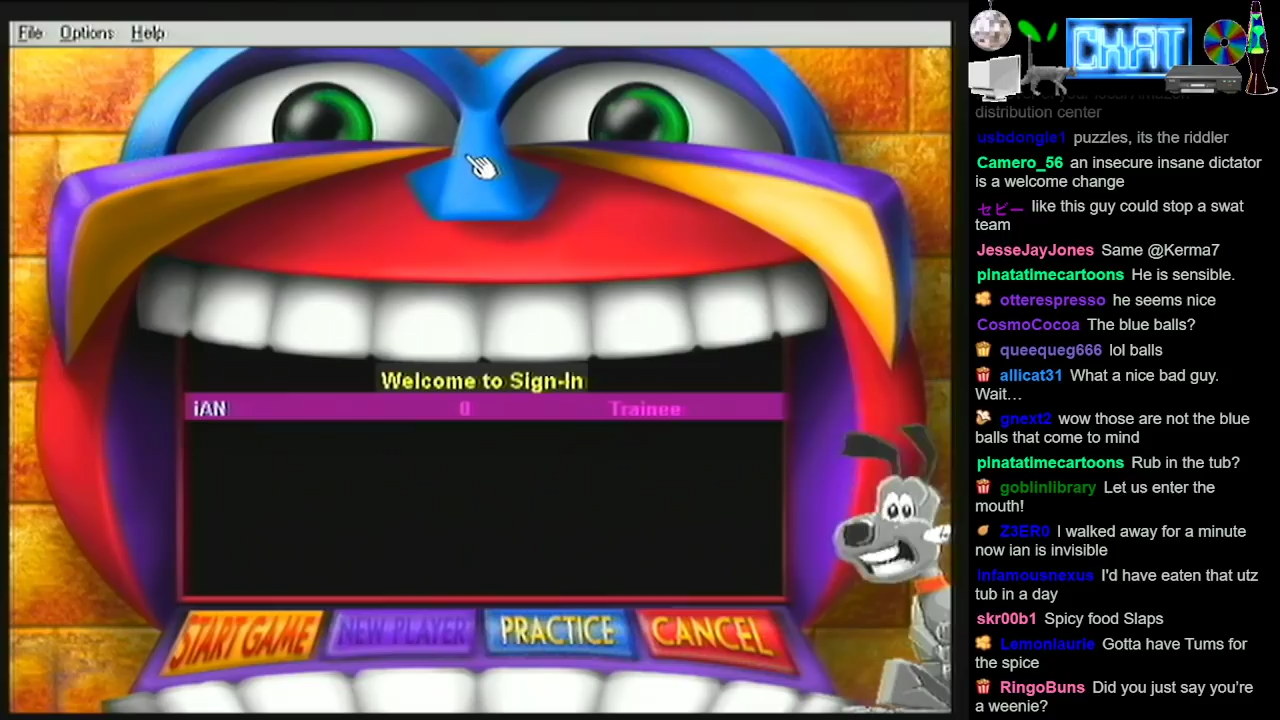 File Options Help
Welcome to Sign-In
iAN 0 Trainee
START GAME NEW PLAYER PRACTICE CANCEL
CHAT
distribution center
usbdongle1 puzzles, its the riddler
Camero_56 an insecure insane dictator
is a welcome change
セビー like this guy could stop a swat
team
JesseJayJones Same @Kerma7
pinatatimecartoons He is sensible.
otterespresso he seems nice
CosmoCocoa The blue balls?
queequeg666 lol balls
allicat31 What a nice bad guy.
Wait…
gnext2 wow those are not the blue
balls that come to mind
pinatatimecartoons Rub in the tub?
goblinlibrary Let us enter the
mouth!
Z3ER0 I walked away for a minute
now ian is invisible
infamousnexus I'd have eaten that utz
tub in a day
skr00b1 Spicy food Slaps
Lemonlaurie Gotta have Tums for
the spice
RingoBuns Did you just say you're
a weenie?